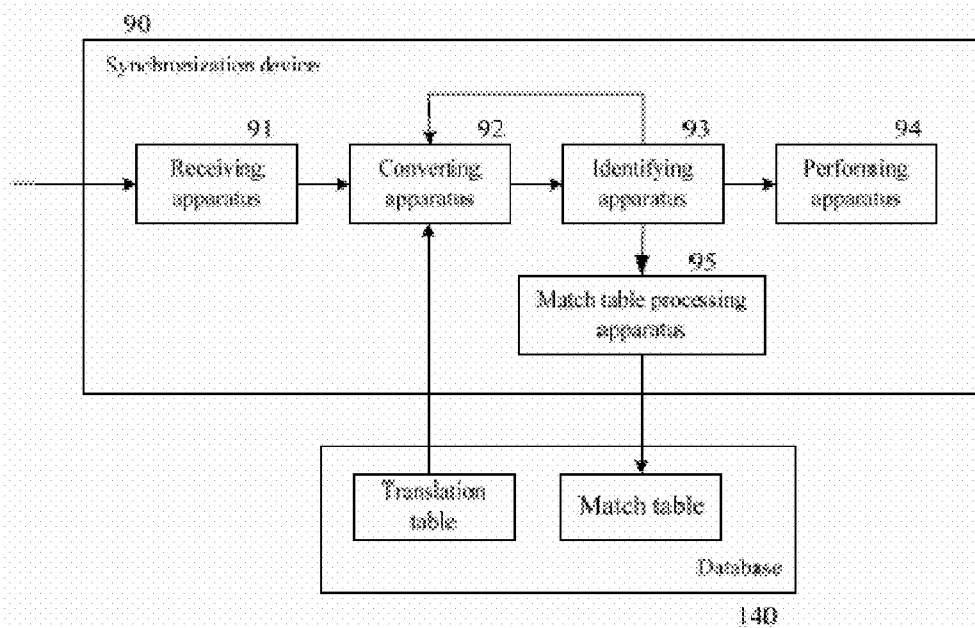 90
Synchronization device
91
92
93
94
Receiving
apparatus
Converting
apparatus
Identifying
apparatus
Performing
apparatus
95
Match table processing
apparatus
Translation
table
Match table
Database
140